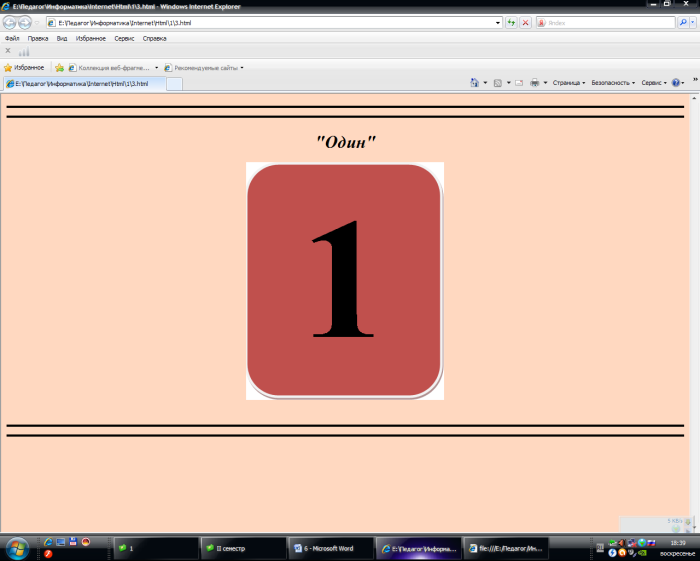 E:\Педагог\Информатика\Internet\Html\1\3.html - Windows Internet Explorer
E:\Педагог\Информатика\Internet\Html\1\3.html
Яndex
Файл Правка Вид Избранное Сервис Справка
Избранное Коллекция веб-фрагме... Рекомендуемые сайты
E:\Педагог\Информатика\Internet\Html\1\3.html
Страница Безопасность Сервис
"Один"
1
1
II семестр
6 - Microsoft Word
E:\Педагог\Информа...
file:///E:/Педагог/Ин...
18:39
воскресенье